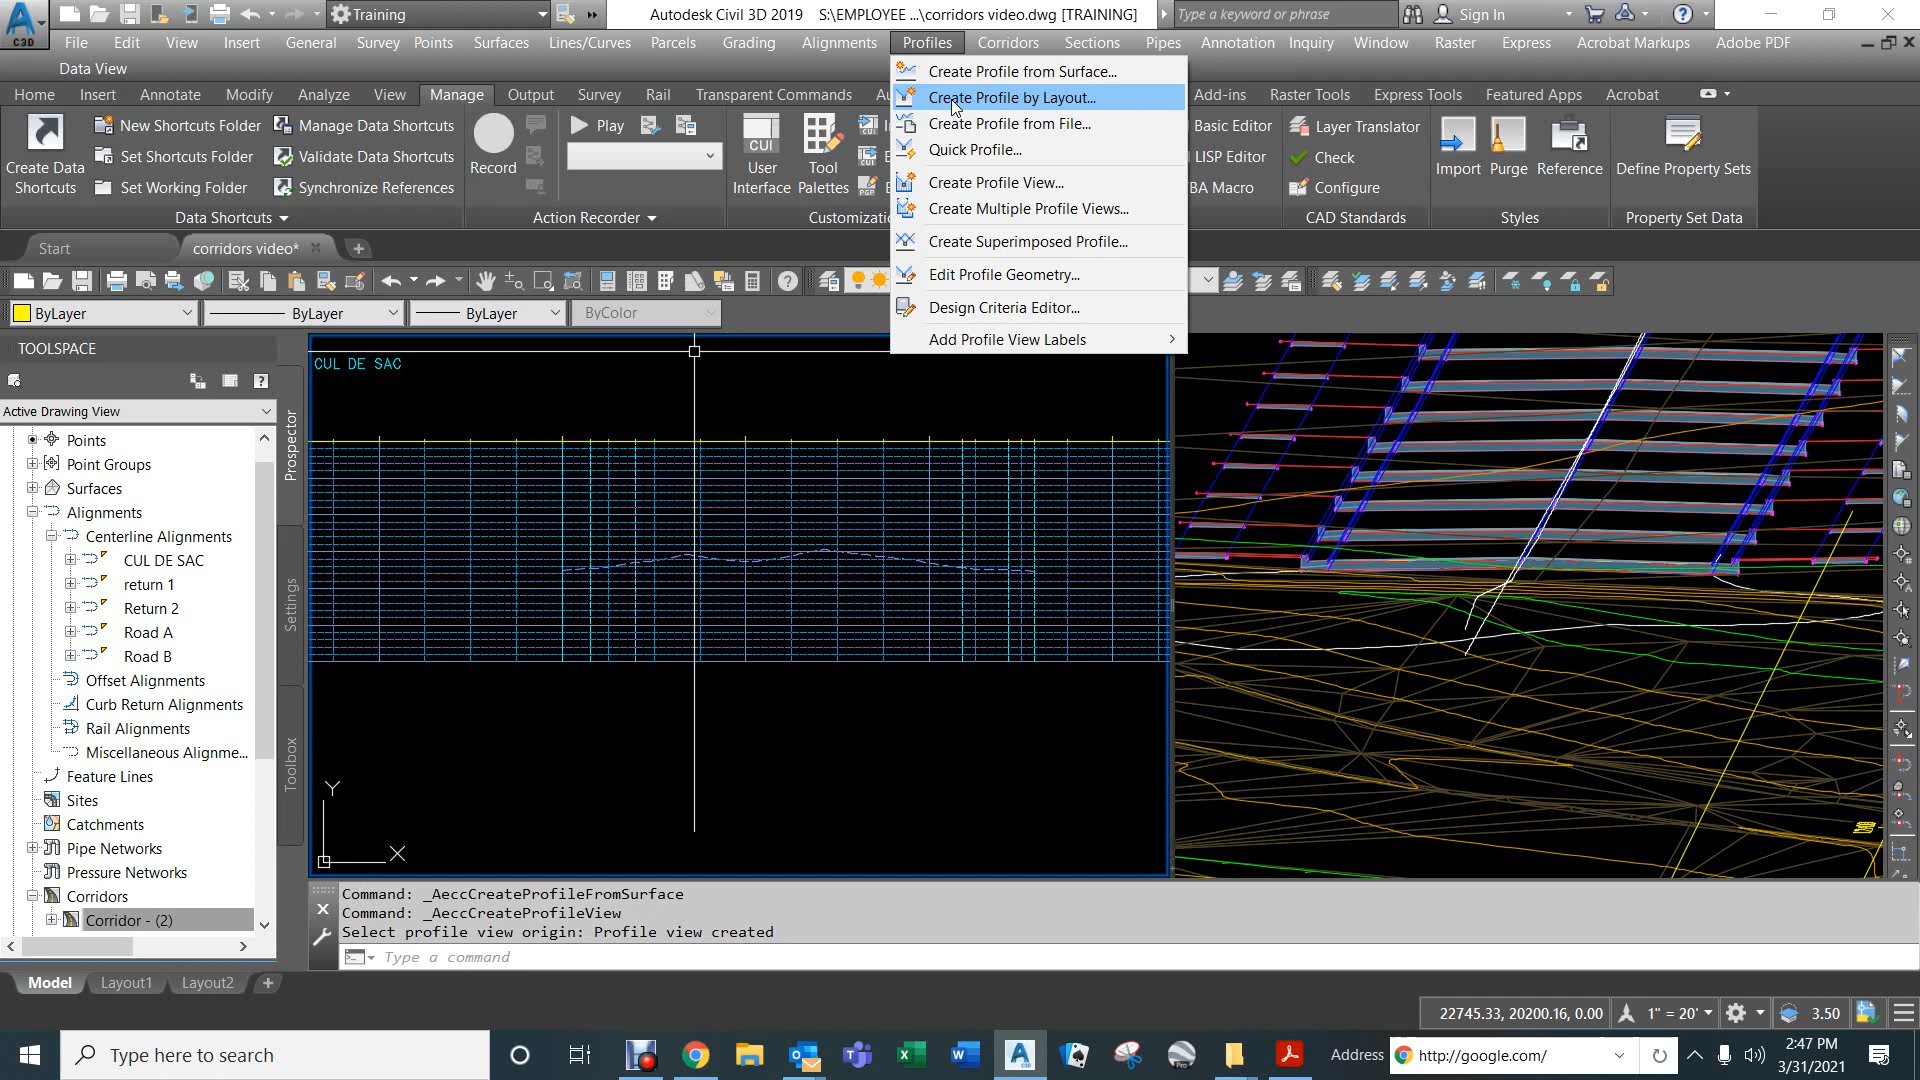 Training
Autodesk Civil 3D 2019 S:\EMPLOYEE ...\corridors video.dwg [TRAINING]
Type a keyword or phrase
Sign In
C3D
File Edit View Insert General Survey Points Surfaces Lines/Curves Parcels Grading Alignments Profiles Corridors Sections Pipes Annotation Inquiry Window Raster Express Acrobat Markups Adobe PDF
Data View
Home Insert Annotate Modify Analyze View Manage Output Survey Rail Transparent Commands Au Add-ins Raster Tools Express Tools Featured Apps Acrobat
Create Data Shortcuts
New Shortcuts Folder
Set Shortcuts Folder
Set Working Folder
Manage Data Shortcuts
Validate Data Shortcuts
Synchronize References
Data Shortcuts
Record
Play
Action Recorder
CUI
User Interface
Tool Palettes
CUI
CUI
PGP
Customiza
Basic Editor
LISP Editor
BA Macro
Layer Translator
Check
Configure
CAD Standards
Import
Purge
Reference
Styles
Define Property Sets
Property Set Data
Create Profile from Surface...
Create Profile by Layout...
Create Profile from File...
Quick Profile...
Create Profile View...
Create Multiple Profile Views...
Create Superimposed Profile...
Edit Profile Geometry...
Design Criteria Editor...
Add Profile View Labels
Start
corridors video*
ByLayer
ByLayer
ByLayer
ByColor
TOOLSPACE
Active Drawing View
Points
Point Groups
Surfaces
Alignments
Centerline Alignments
CUL DE SAC
return 1
Return 2
Road A
Road B
Offset Alignments
Curb Return Alignments
Rail Alignments
Miscellaneous Alignme...
Feature Lines
Sites
Catchments
Pipe Networks
Pressure Networks
Corridors
Corridor - (2)
Prospector
Settings
Toolbox
CUL DE SAC
Y
X
Command: _AeccCreateProfileFromSurface
Command: _AeccCreateProfileView
Select profile view origin: Profile view created
Type a command
Model Layout1 Layout2
22745.33, 20200.16, 0.00
1" = 20'
3.50
Type here to search
Address
http://google.com/
2:47 PM
3/31/2021